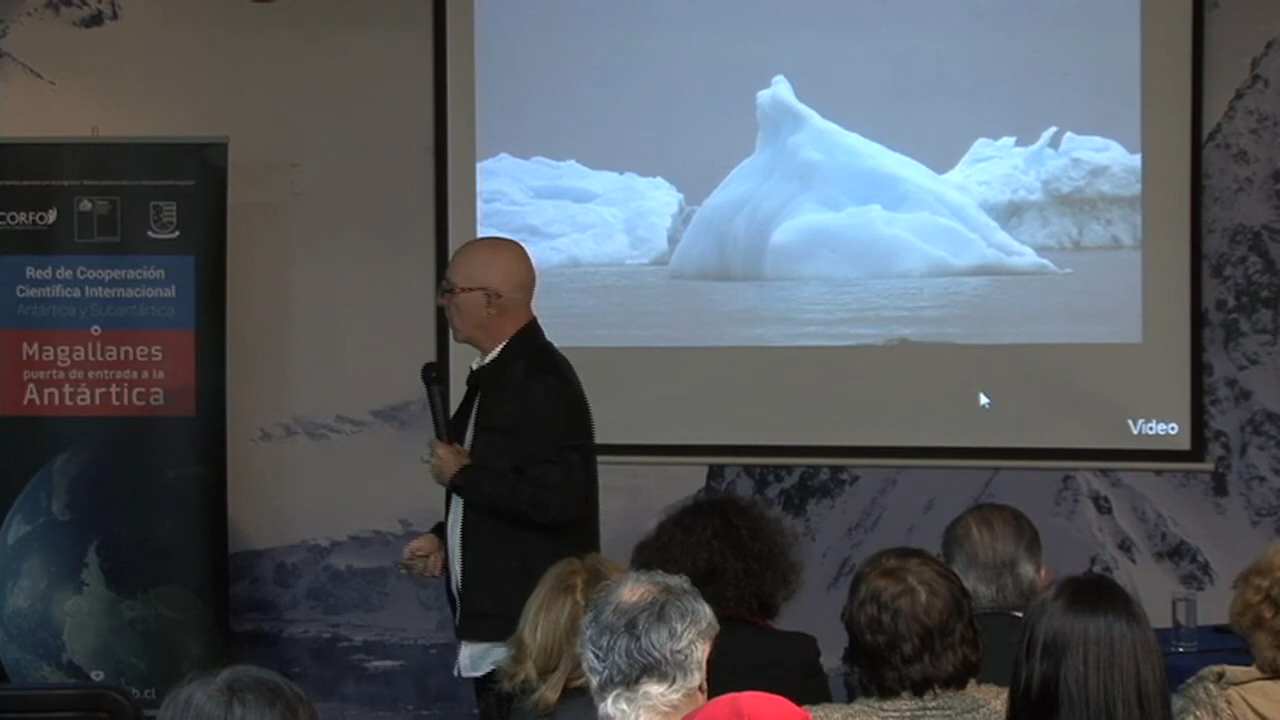 CORFO
Red de Cooperación
Científica Internacional
Antártica y Subantártica
Magallanes
puerta de entrada a la
Antártica
Video